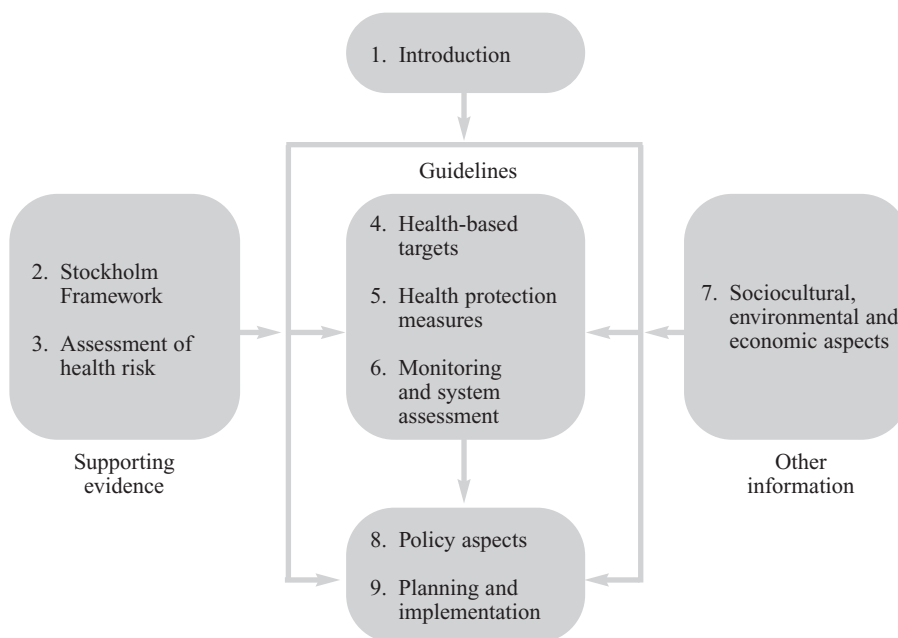 1. Introduction
Guidelines
2. Stockholm
Framework
3. Assessment of
health risk
Supporting
evidence
4. Health-based
targets
5. Health protection
measures
6. Monitoring
and system
assessment
7. Sociocultural,
environmental and
economic aspects
Other
information
8. Policy aspects
9. Planning and
implementation